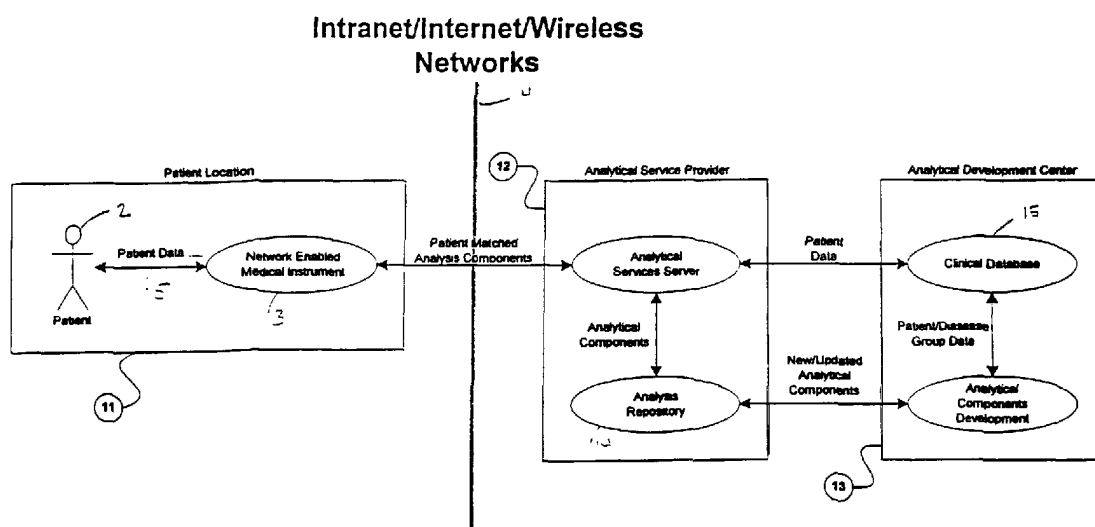 Intranet/Internet/Wireless
Networks
12
Patient Location
Analytical Service Provider
Analytical Development Center
2
15
Patient Data
Network Enabled
Medical Instrument
Patient Matched
Analysis Components
Analytical
Services Server
Patient
Data
Clinical Database
5
3
Patient
Analytical
Components
Patient/Diasease
Group Data
New/Updated
Analytical
Components
Analysis
Repository
Analytical
Components
Development
11
13